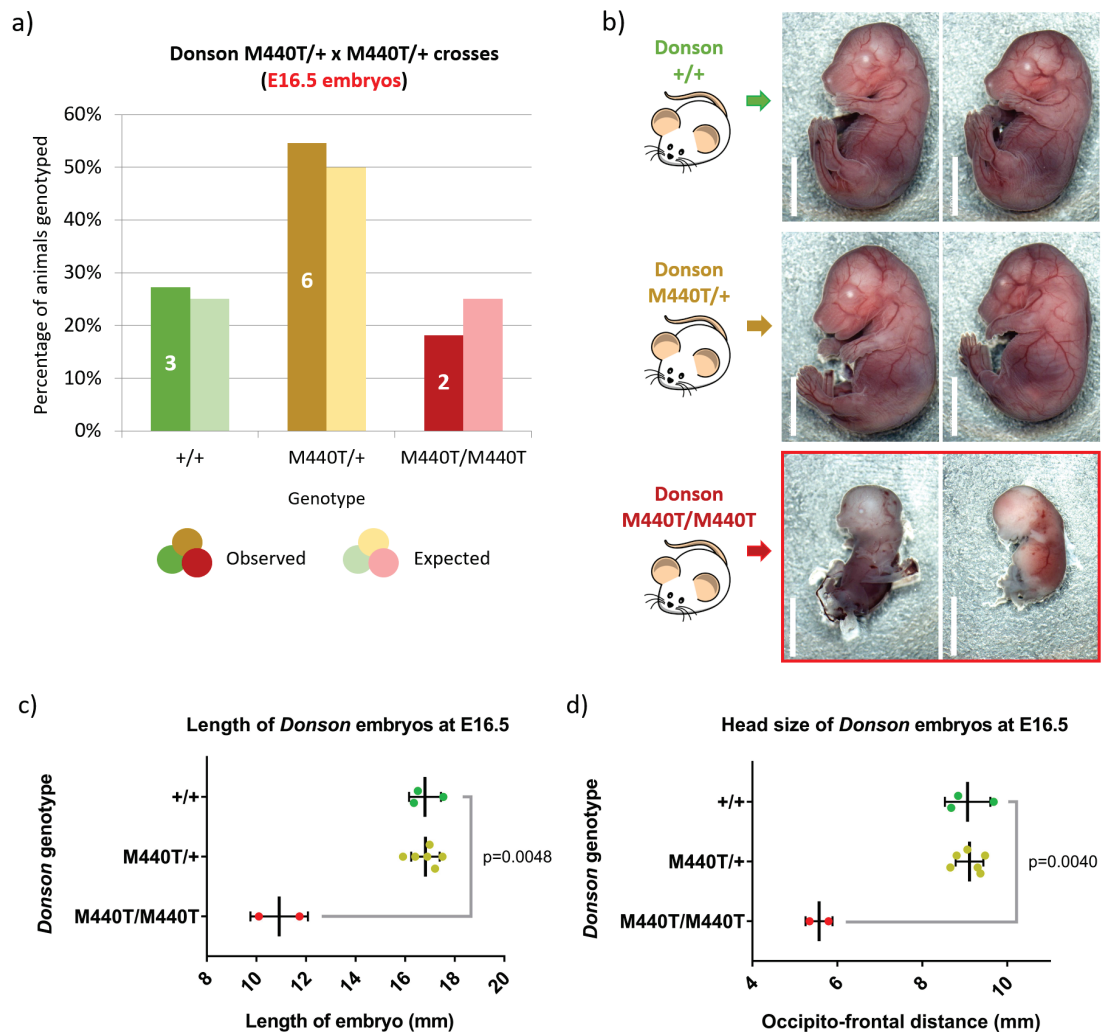 a)
Donson M440T/+ x M440T/+ crosses
(E16.5 embryos)
Percentage of animals genotyped
60%
50%
40%
30%
20%
10%
0%
3
6
2
+/+
M440T/+
M440T/M440T
Genotype
Observed
Expected
b)
Donson
+/+
Donson
M440T/+
Donson
M440T/M440T
c)
Length of Donson embryos at E16.5
Donson genotype
+/+
M440T/+
M440T/M440T
p=0.0048
8
10
12
14
16
18
20
Length of embryo (mm)
d)
Head size of Donson embryos at E16.5
Donson genotype
+/+
M440T/+
M440T/M440T
p=0.0040
4
6
8
10
Occipito-frontal distance (mm)